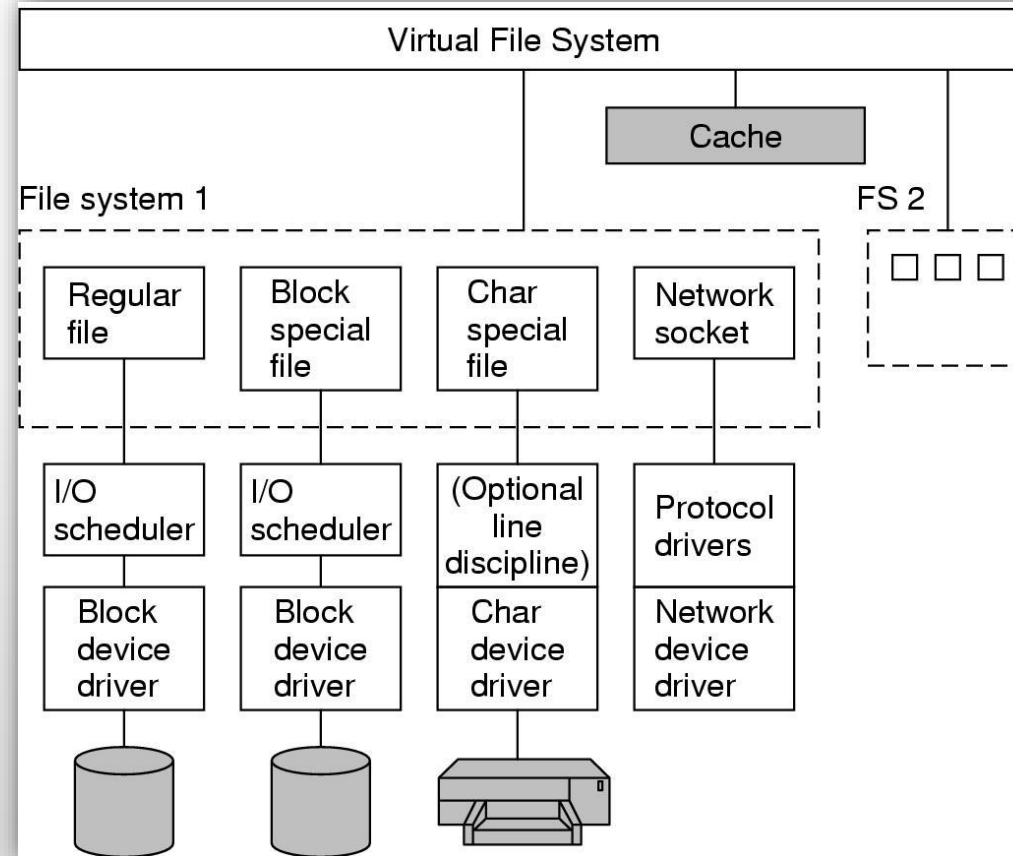 Virtual File System
Cache
File system 1
FS 2
Regular
file
Block
special
file
Char
special
file
Network
socket
I/O
scheduler
I/O
scheduler
(Optional
line
discipline)
Protocol
drivers
Block
device
driver
Block
device
driver
Char
device
driver
Network
device
driver